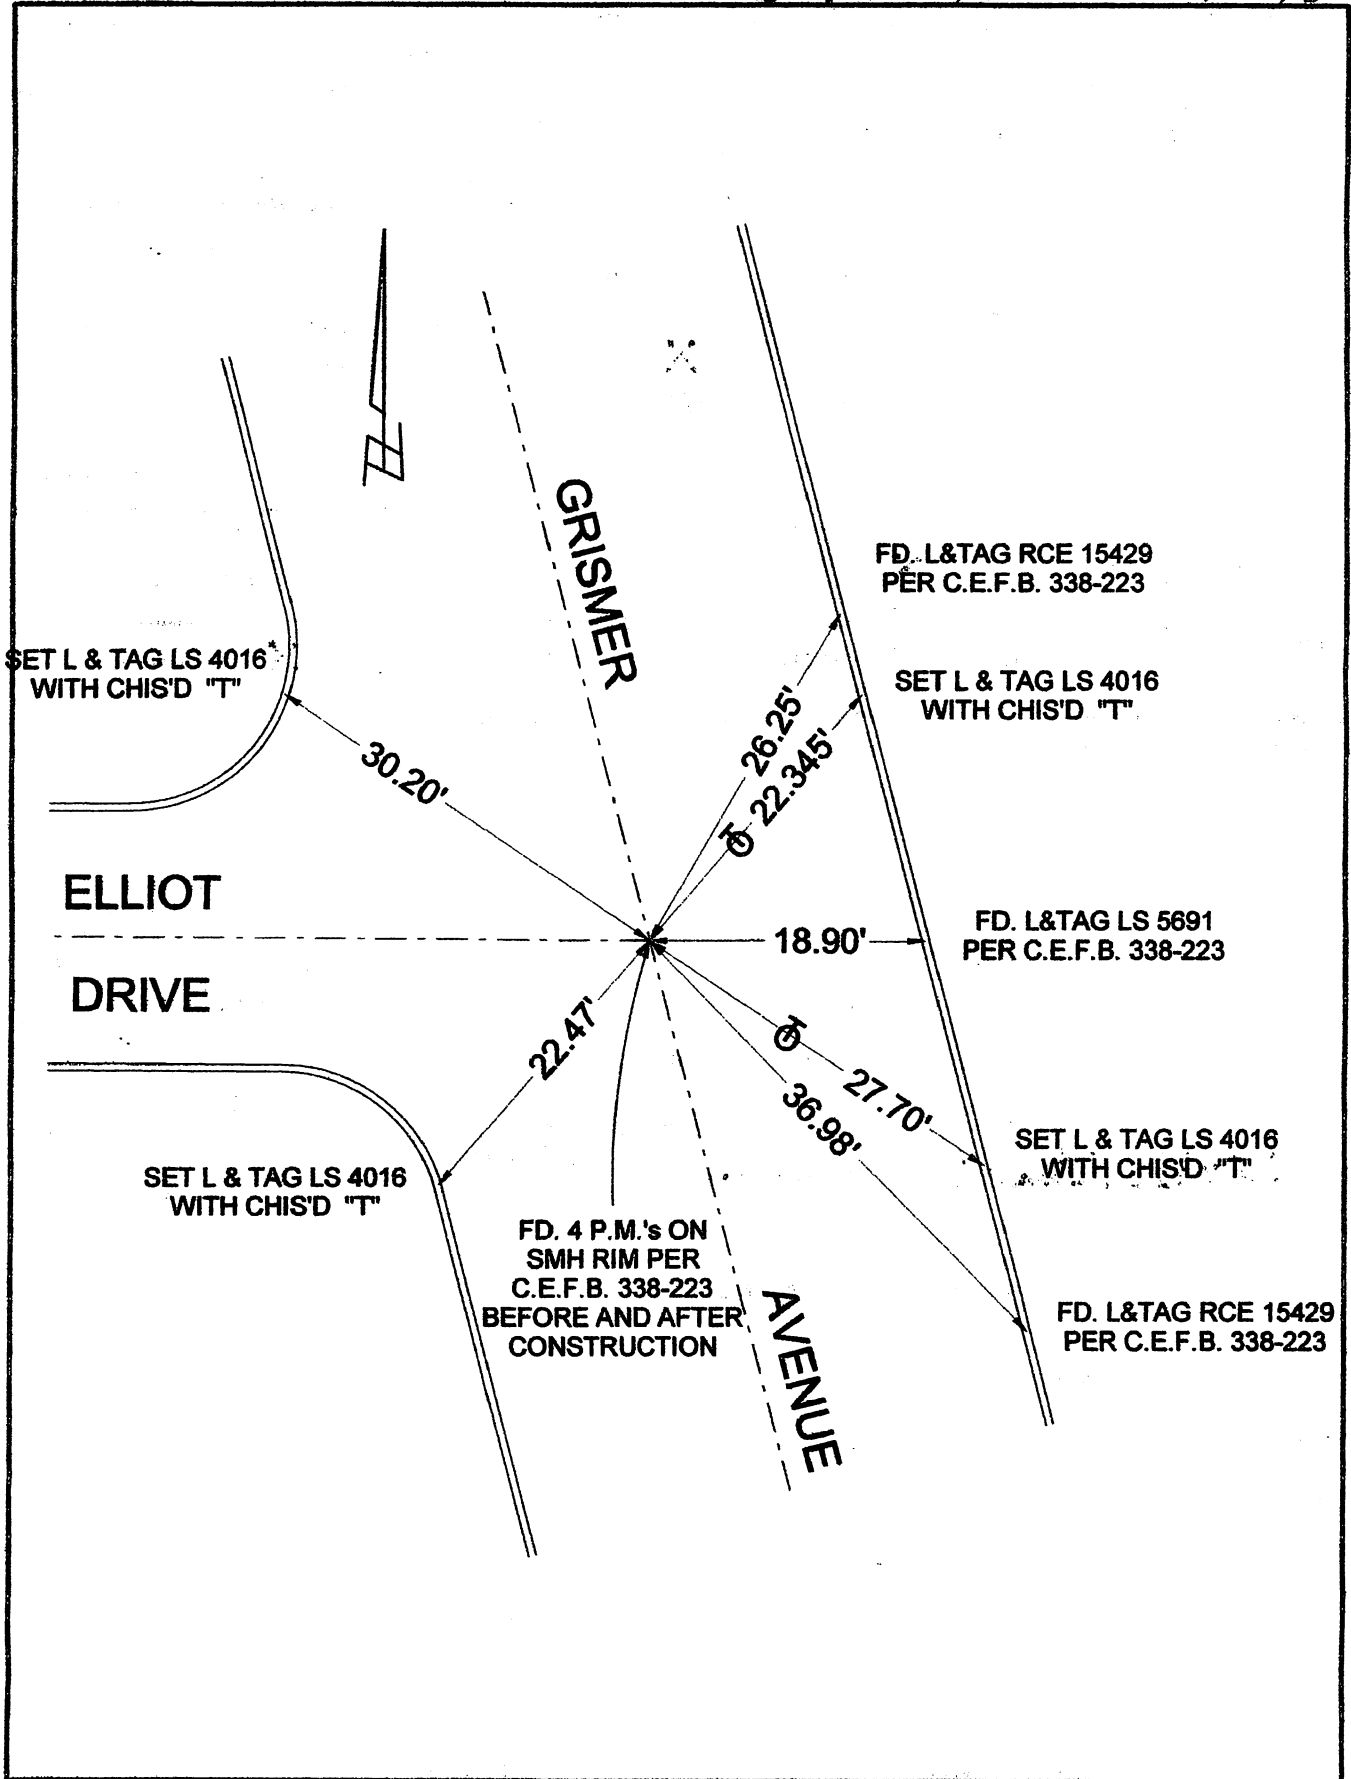 GRISMER
FD. L&TAG RCE 15429
PER C.E.F.B. 338-223
SET L & TAG LS 4016
WITH CHIS'D "T"
SET L & TAG LS 4016
WITH CHIS'D "T"
26.25'
22.345'
30.20'
ELLIOT
DRIVE
18.90'
FD. L&TAG LS 5691
PER C.E.F.B. 338-223
22.47'
27.70'
36.98'
SET L & TAG LS 4016
WITH CHIS'D "T"
SET L & TAG LS 4016
WITH CHIS'D "T"
FD. 4 P.M.'s ON
SMH RIM PER
C.E.F.B. 338-223
BEFORE AND AFTER
CONSTRUCTION
AVENUE
FD. L&TAG RCE 15429
PER C.E.F.B. 338-223